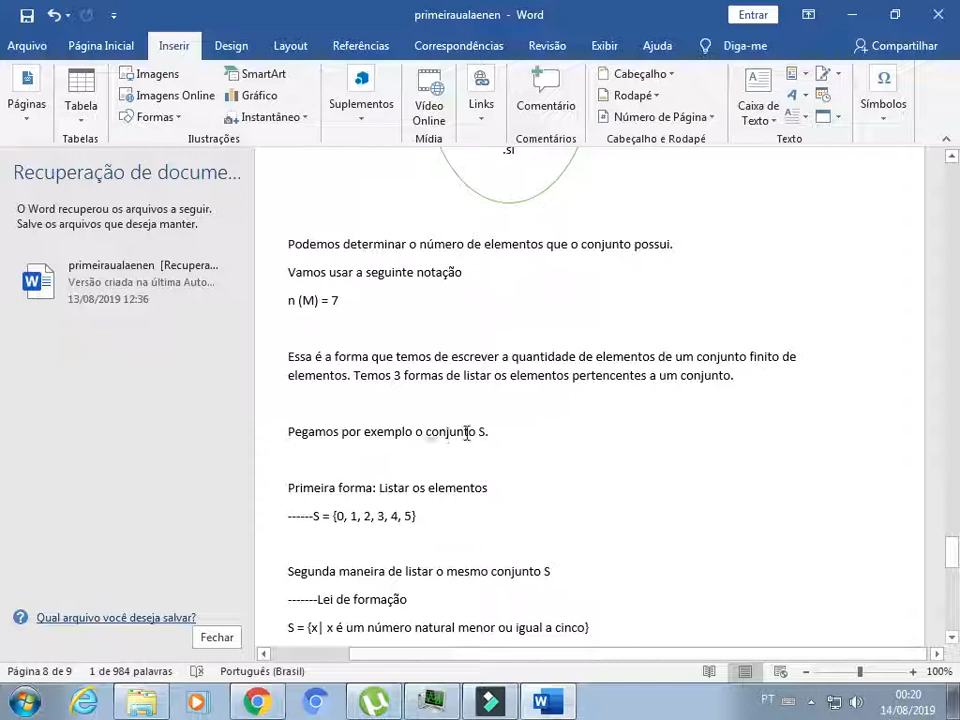 primeiraualaenen - Word
Entrar
Arquivo
Página Inicial
Inserir
Design
Layout
Referências
Correspondências
Revisão
Exibir
Ajuda
Diga-me
Compartilhar
Páginas
Tabela
Imagens
Imagens Online
Formas
SmartArt
Gráfico
Instantâneo
Suplementos
Vídeo
Online
Links
Comentário
Cabeçalho
Rodapé
Número de Página
Caixa de
Texto
Símbolos
Tabelas
Ilustrações
Mídia
Comentários
Cabeçalho e Rodapé
Texto
Recuperação de docume...
O Word recuperou os arquivos a seguir.
Salve os arquivos que deseja manter.
primeiraualaenen [Recupera...
Versão criada na última Auto...
13/08/2019 12:36
Qual arquivo você deseja salvar?
Fechar
.SI
Podemos determinar o número de elementos que o conjunto possui.
Vamos usar a seguinte notação
n (M) = 7
Essa é a forma que temos de escrever a quantidade de elementos de um conjunto finito de
elementos. Temos 3 formas de listar os elementos pertencentes a um conjunto.
Pegamos por exemplo o conjunto S.
Primeira forma: Listar os elementos
------S = {0, 1, 2, 3, 4, 5}
Segunda maneira de listar o mesmo conjunto S
-------Lei de formação
S = {x| x é um número natural menor ou igual a cinco}
Página 8 de 9
1 de 984 palavras
Português (Brasil)
100%
PT
00:20
14/08/2019